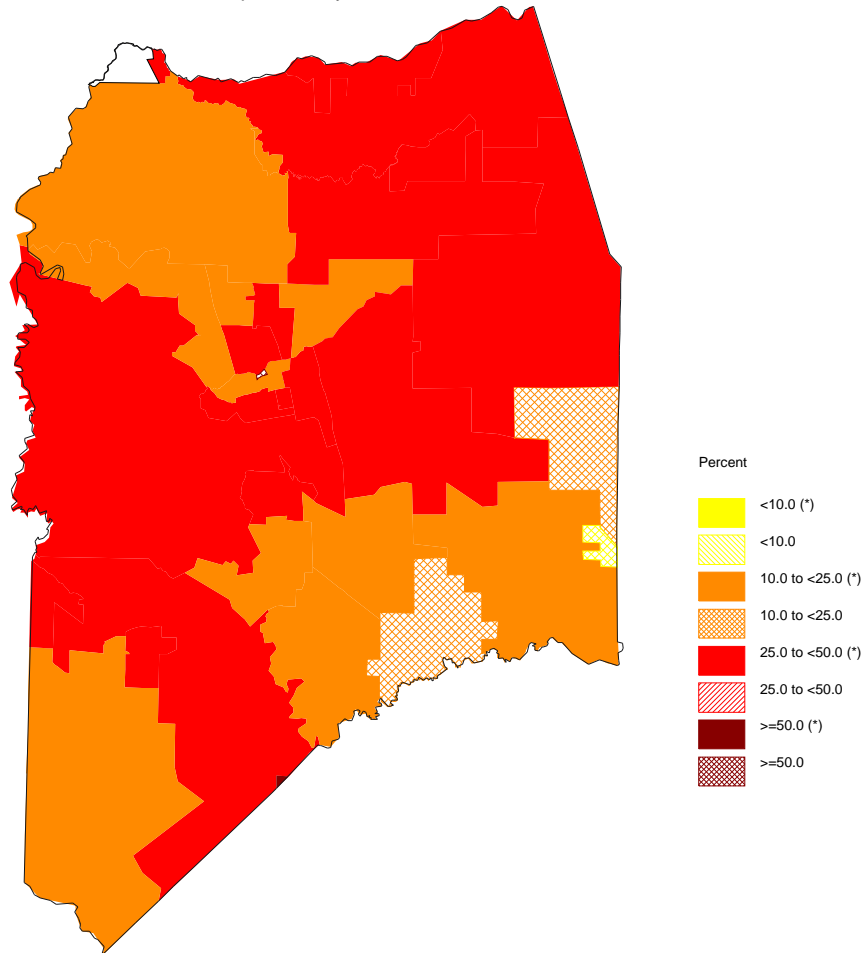 Percent
<10.0 (*)
<10.0
10.0 to <25.0 (*)
10.0 to <25.0
25.0 to <50.0 (*)
25.0 to <50.0
>=50.0 (*)
>=50.0